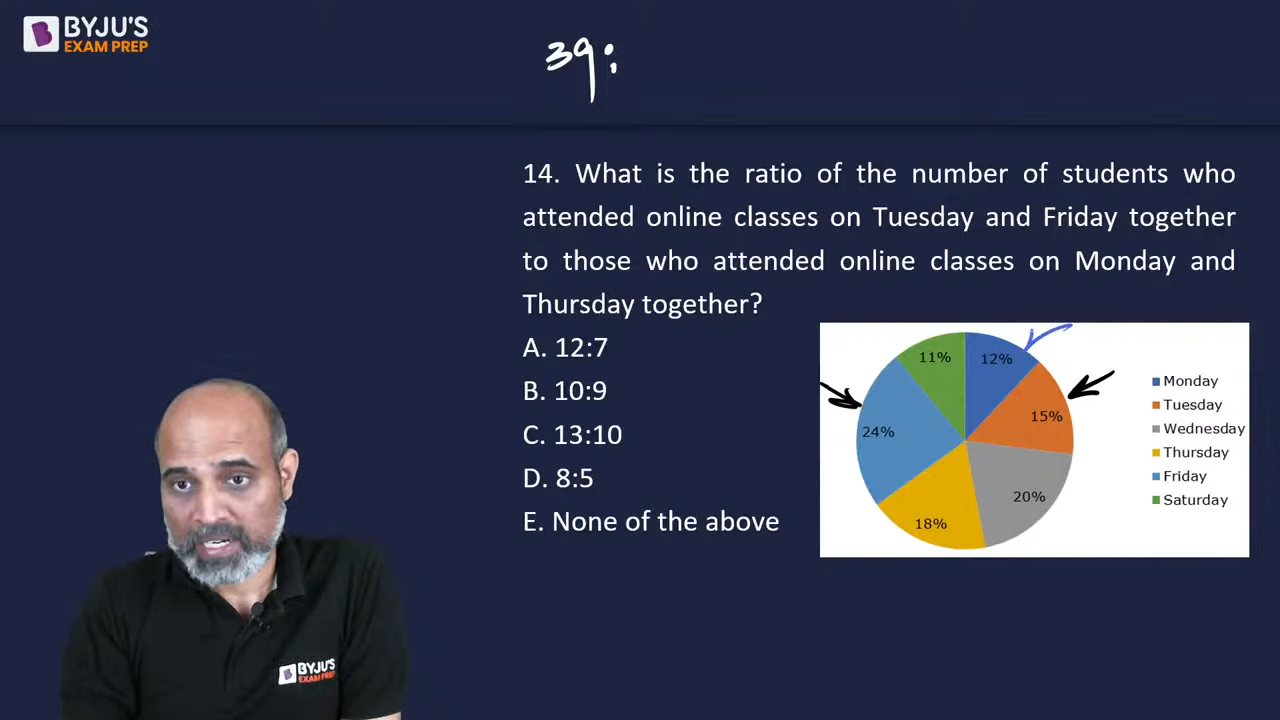 BYJU'S
EXAM PREP
39:
14. What is the ratio of the number of students who
attended online classes on Tuesday and Friday together
to those who attended online classes on Monday and
Thursday together?
A. 12:7
B. 10:9
C. 13:10
D. 8:5
E. None of the above
11%
12%
15%
24%
20%
18%
Monday
Tuesday
Wednesday
Thursday
Friday
Saturday
BYJU'S
EXAM PREP